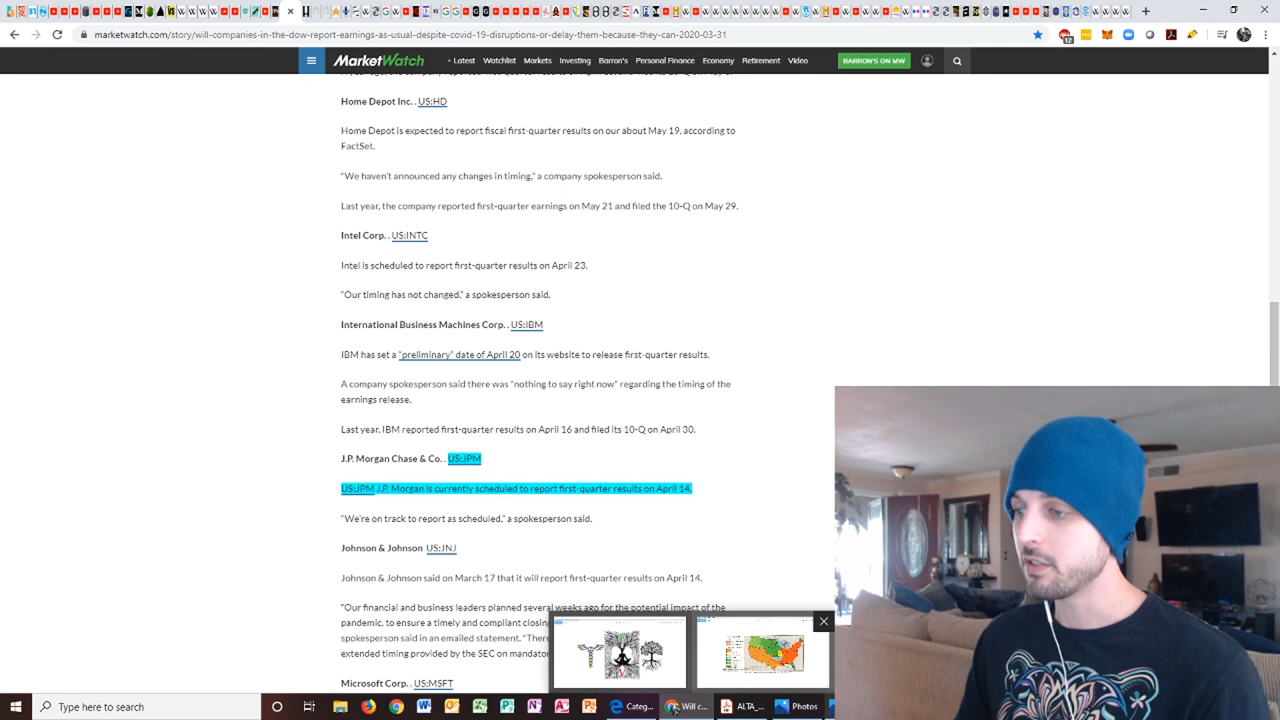 marketwatch.com/story/will-companies-in-the-dow-report-earnings-as-usual-despite-covid-19-disruptions-or-delay-them-because-they-can-2020-03-31
12
MarketWatch
• Latest Watchlist Markets Investing Barron's Personal Finance Economy Retirement Video
BARRON'S ON MW
Home Depot Inc. . US:HD
Home Depot is expected to report fiscal first-quarter results on our about May 19, according to
FactSet.
“We haven’t announced any changes in timing,” a company spokesperson said.
Last year, the company reported first-quarter earnings on May 21 and filed the 10-Q on May 29.
Intel Corp. . US:INTC
Intel is scheduled to report first-quarter results on April 23.
“Our timing has not changed,” a spokesperson said.
International Business Machines Corp. . US:IBM
IBM has set a “preliminary” date of April 20 on its website to release first-quarter results.
A company spokesperson said there was “nothing to say right now” regarding the timing of the
earnings release.
Last year, IBM reported first-quarter results on April 16 and filed its 10-Q on April 30.
J.P. Morgan Chase & Co. . US:JPM
US:JPM J.P. Morgan is currently scheduled to report first-quarter results on April 14.
“We’re on track to report as scheduled,” a spokesperson said.
Johnson & Johnson US:JNJ
Johnson & Johnson said on March 17 that it will report first-quarter results on April 14.
“Our financial and business leaders planned several weeks ago for the potential impact of the
pandemic, to ensure a timely and compliant closing
spokesperson said in an emailed statement. “There
extended timing provided by the SEC on mandato
Microsoft Corp. . US:MSFT
Type here to search
Categ...
Will c...
ALTA_...
Photos